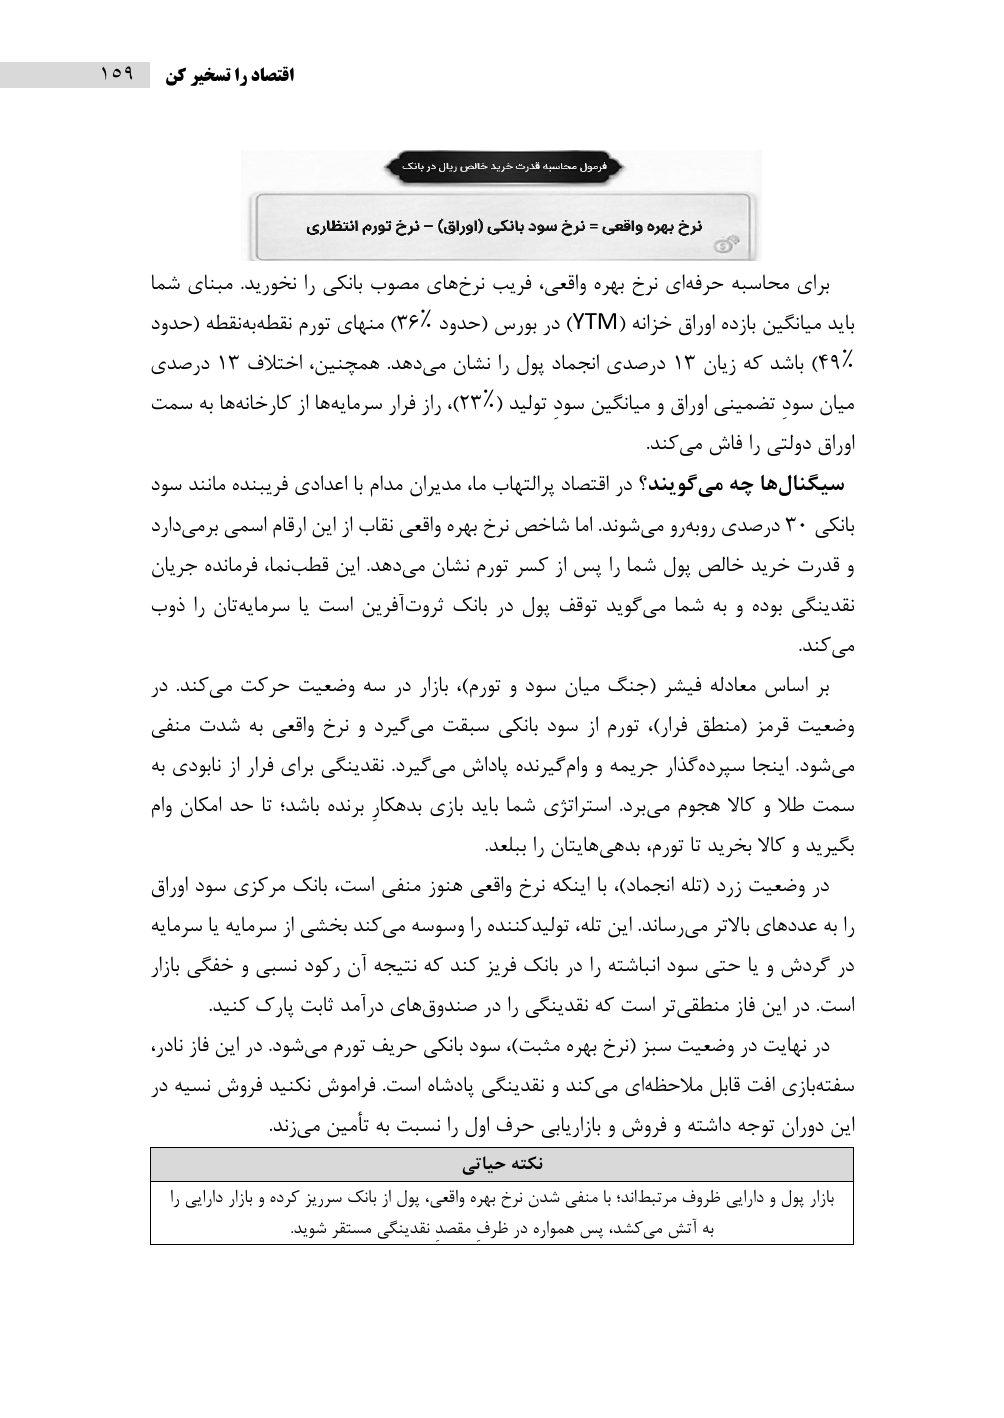 اقتصاد را تسخیر کن ۱۵۹
فرمول محاسبه قدرت خرید خالص ریال در بانک
نرخ بهره واقعی = نرخ سود بانکی (اوراق) – نرخ تورم انتظاری
برای محاسبه حرفه‌ای نرخ بهره واقعی، فریب نرخ‌های مصوب بانکی را نخورید. مبنای شما
باید میانگین بازده اوراق خزانه (YTM) در بورس (حدود ۳۶٪) منهای تورم نقطه‌به‌نقطه (حدود
۴۹٪) باشد که زیان ۱۳ درصدی انجماد پول را نشان می‌دهد. همچنین، اختلاف ۱۳ درصدی
میان سودِ تضمینی اوراق و میانگین سودِ تولید (۲۳٪)، راز فرار سرمایه‌ها از کارخانه‌ها به سمت
اوراق دولتی را فاش می‌کند.
سیگنال‌ها چه می‌گویند؟ در اقتصاد پرالتهاب ما، مدیران مدام با اعدادی فریبنده مانند سود
بانکی ۳۰ درصدی روبه‌رو می‌شوند. اما شاخص نرخ بهره واقعی نقاب از این ارقام اسمی برمی‌دارد
و قدرت خرید خالص پول شما را پس از کسر تورم نشان می‌دهد. این قطب‌نما، فرمانده جریان
نقدینگی بوده و به شما می‌گوید توقف پول در بانک ثروت‌آفرین است یا سرمایه‌تان را ذوب
می‌کند.
بر اساس معادله فیشر (جنگ میان سود و تورم)، بازار در سه وضعیت حرکت می‌کند. در
وضعیت قرمز (منطق فرار)، تورم از سود بانکی سبقت می‌گیرد و نرخ واقعی به شدت منفی
می‌شود. اینجا سپرده‌گذار جریمه و وام‌گیرنده پاداش می‌گیرد. نقدینگی برای فرار از نابودی به
سمت طلا و کالا هجوم می‌برد. استراتژی شما باید بازی بدهکارِ برنده باشد؛ تا حد امکان وام
بگیرید و کالا بخرید تا تورم، بدهی‌هایتان را ببلعد.
در وضعیت زرد (تله انجماد)، با اینکه نرخ واقعی هنوز منفی است، بانک مرکزی سود اوراق
را به عددهای بالاتر می‌رساند. این تله، تولیدکننده را وسوسه می‌کند بخشی از سرمایه یا سرمایه
در گردش و یا حتی سود انباشته را در بانک فریز کند که نتیجه آن رکود نسبی و خفگی بازار
است. در این فاز منطقی‌تر است که نقدینگی را در صندوق‌های درآمد ثابت پارک کنید.
در نهایت در وضعیت سبز (نرخ بهره مثبت)، سود بانکی حریف تورم می‌شود. در این فاز نادر،
سفته‌بازی افت قابل ملاحظه‌ای می‌کند و نقدینگی پادشاه است. فراموش نکنید فروش نسیه در
این دوران توجه داشته و فروش و بازاریابی حرف اول را نسبت به تأمین می‌زند.
نکته حیاتی
بازار پول و دارایی ظروف مرتبط‌اند؛ با منفی شدن نرخ بهره واقعی، پول از بانک سرریز کرده و بازار دارایی را
به آتش می‌کشد، پس همواره در ظرفِ مقصدِ نقدینگی مستقر شوید.